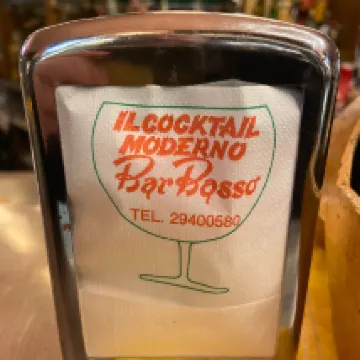 IL COCKTAIL
MODERNO
Bar Basso
TEL. 29400580